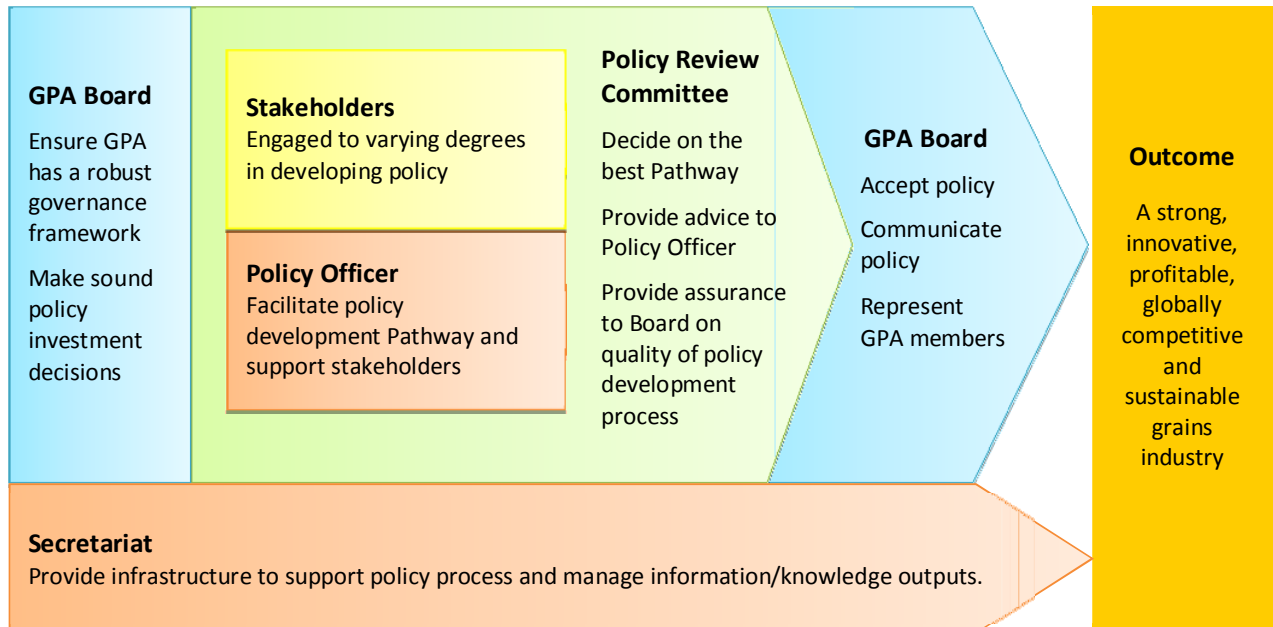 GPA Board
Ensure GPA
has a robust
governance
framework
Make sound
policy
investment
decisions
Stakeholders
Engaged to varying degrees
in developing policy
Policy Officer
Facilitate policy
development Pathway and
support stakeholders
Policy Review
Committee
Decide on the
best Pathway
Provide advice to
Policy Officer
Provide assurance
to Board on
quality of policy
development
process
GPA Board
Accept policy
Communicate
policy
Represent
GPA members
Outcome
A strong,
innovative,
profitable,
globally
competitive
and
sustainable
grains
industry
Secretariat
Provide infrastructure to support policy process and manage information/knowledge outputs.